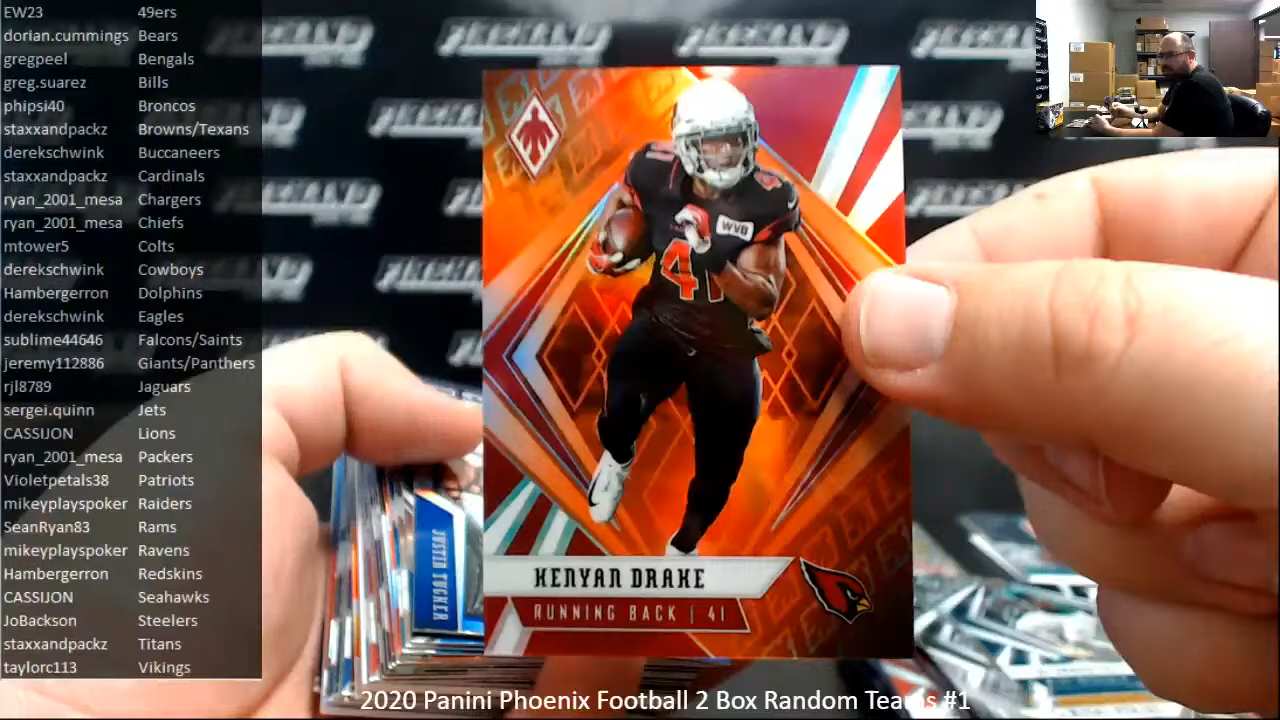 EW23 49ers
dorian.cummings Bears
gregpeel Bengals
greg.suarez Bills
phipsi40 Broncos
staxxandpackz Browns/Texans
derekschwink Buccaneers
staxxandpackz Cardinals
ryan_2001_mesa Chargers
ryan_2001_mesa Chiefs
mtower5 Colts
derekschwink Cowboys
Hambergerron Dolphins
derekschwink Eagles
sublime44646 Falcons/Saints
jeremy112886 Giants/Panthers
rjl8789 Jaguars
sergei.quinn Jets
CASSIJON Lions
ryan_2001_mesa Packers
Violetpetals38 Patriots
mikeyplayspoker Raiders
SeanRyan83 Rams
mikeyplayspoker Ravens
Hambergerron Redskins
CASSIJON Seahawks
JoBackson Steelers
staxxandpackz Titans
taylorc113 Vikings
41
4
WVD
41
JUSTIN TUCKER
KENYAN DRAKE
RUNNING BACK | 41
2020 Panini Phoenix Football 2 Box Random Teams #1